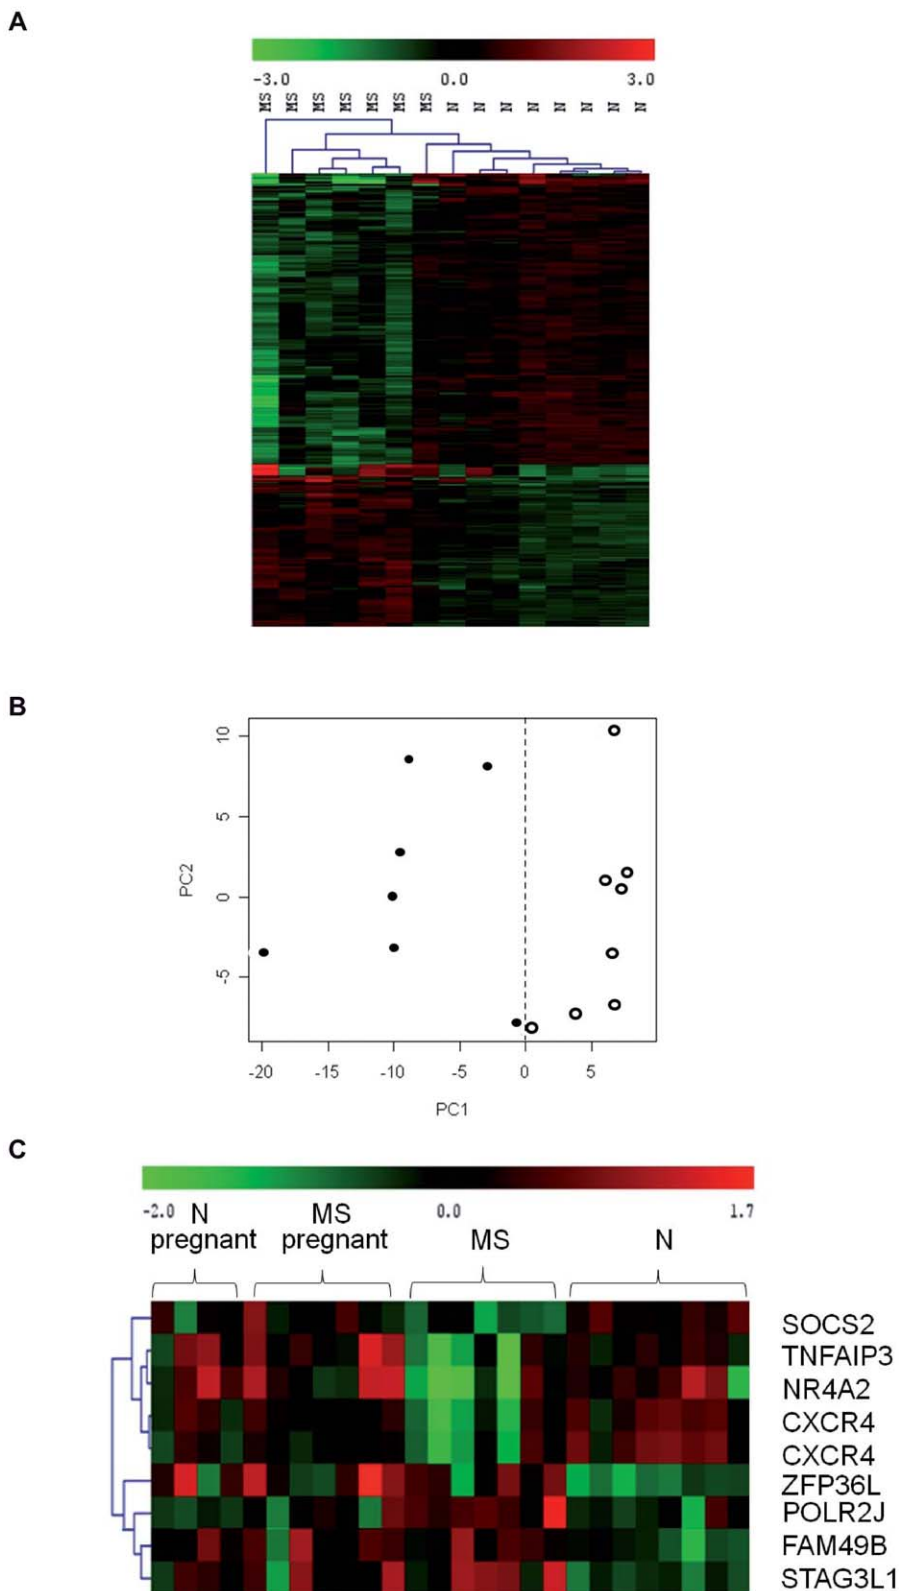 A
-3.0 0.0 3.0
MS MS MS MS MS MS MS N N N N N N N N
B
10
5
0
-5
PC2
-20 -15 -10 -5 0 5
PC1
C
-2.0 0.0 1.7
N pregnant
MS pregnant
MS
N
SOCS2
TNFAIP3
NR4A2
CXCR4
CXCR4
ZFP36L
POLR2J
FAM49B
STAG3L1